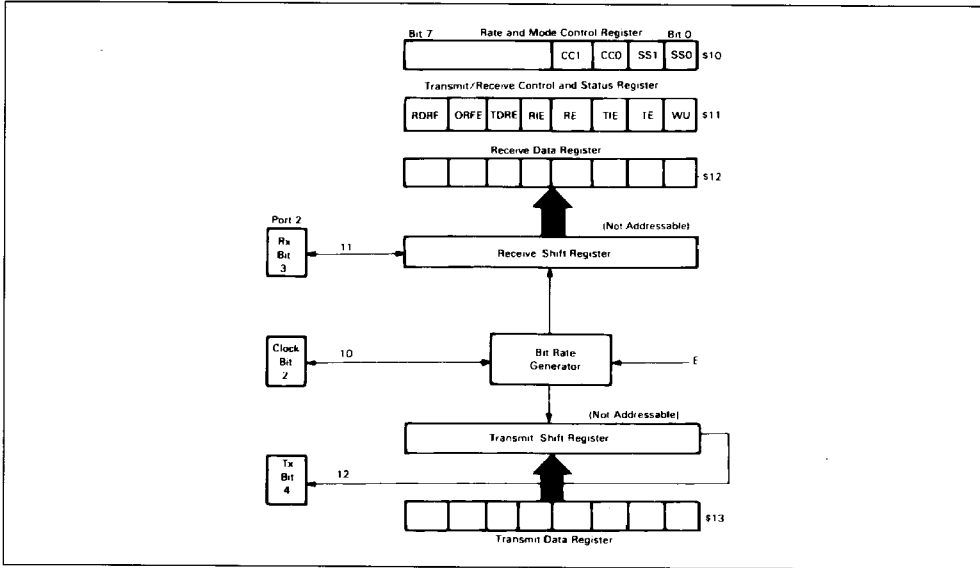 Bit 7 Rate and Mode Control Register Bit 0
CC1 CC0 SS1 SS0 $10
Transmit/Receive Control and Status Register
RDRF ORFE TDRE RIE RE TIE TE WU $11
Receive Data Register
$12
Port 2
(Not Addressable)
Rx
Bit
3
11
Receive Shift Register
Clock
Bit
2
10
Bit Rate
Generator
E
(Not Addressable)
Transmit Shift Register
Tx
Bit
4
12
$13
Transmit Data Register